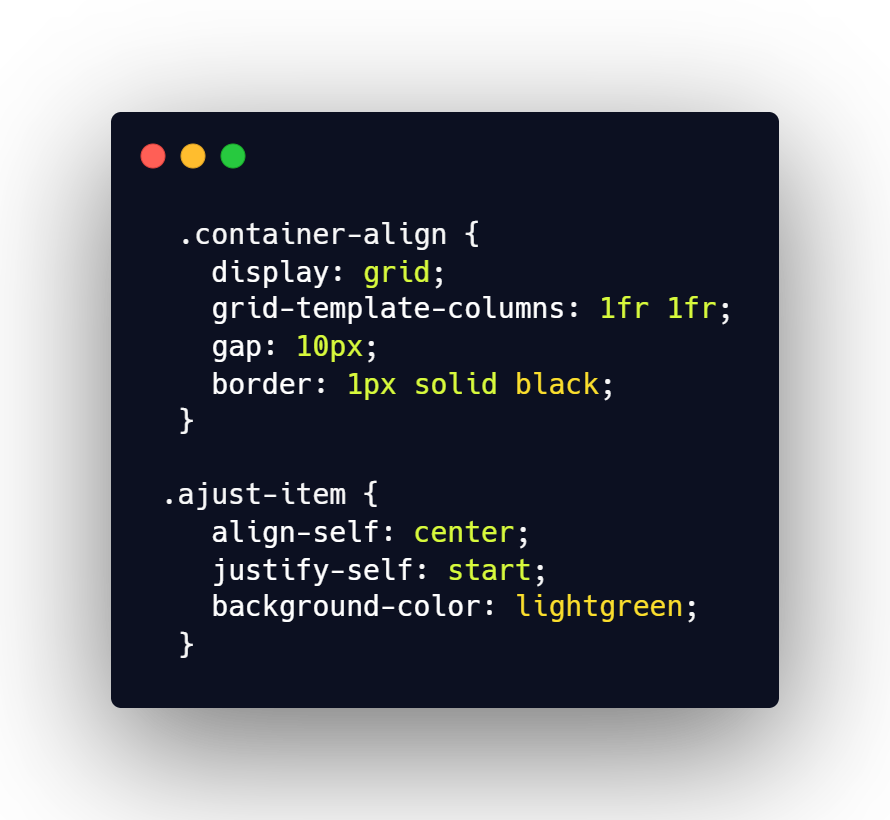 .container-align {
display: grid;
grid-template-columns: 1fr 1fr;
gap: 10px;
border: 1px solid black;
}
.ajust-item {
align-self: center;
justify-self: start;
background-color: lightgreen;
}